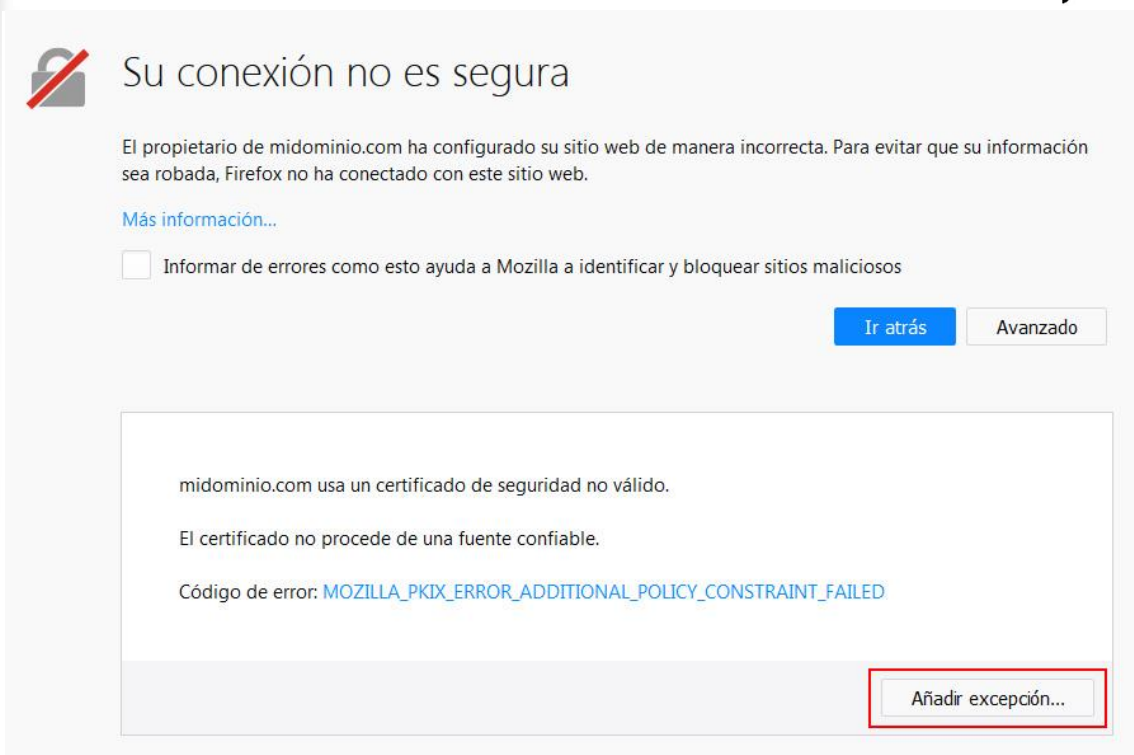 Su conexión no es segura
El propietario de midominio.com ha configurado su sitio web de manera incorrecta. Para evitar que su información
sea robada, Firefox no ha conectado con este sitio web.
Más información...
Informar de errores como esto ayuda a Mozilla a identificar y bloquear sitios maliciosos
Ir atrás
Avanzado
midominio.com usa un certificado de seguridad no válido.
El certificado no procede de una fuente confiable.
Código de error: MOZILLA_PKIX_ERROR_ADDITIONAL_POLICY_CONSTRAINT_FAILED
Añadir excepción...